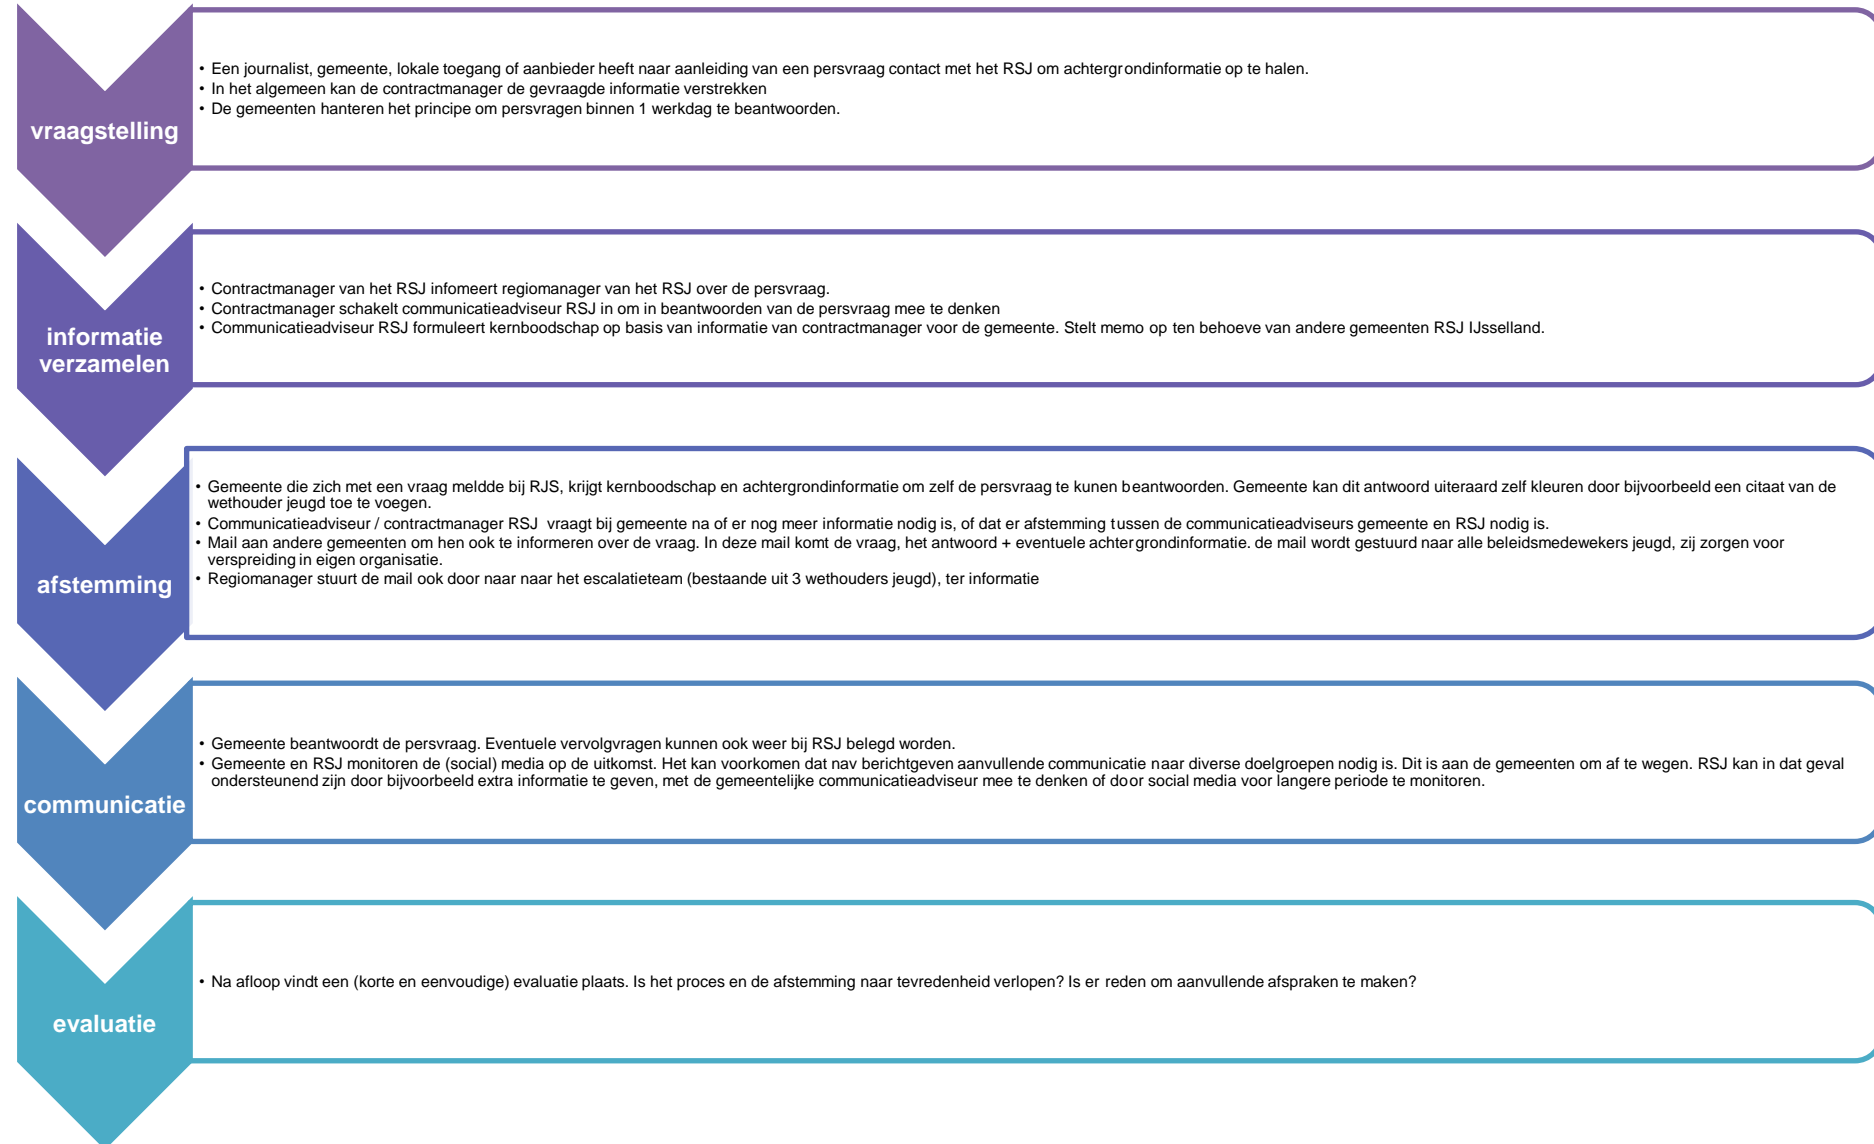 vraagstelling
• Een journalist, gemeente, lokale toegang of aanbieder heeft naar aanleiding van een persvraag contact met het RSJ om achtergrondinformatie op te halen.
• In het algemeen kan de contractmanager de gevraagde informatie verstrekken
• De gemeenten hanteren het principe om persvragen binnen 1 werkdag te beantwoorden.
informatie
verzamelen
• Contractmanager van het RSJ infomeert regiomanager van het RSJ over de persvraag.
• Contractmanager schakelt communicatieadviseur RSJ in om in beantwoorden van de persvraag mee te denken
• Communicatieadviseur RSJ formuleert kernboodschap op basis van informatie van contractmanager voor de gemeente. Stelt memo op ten behoeve van andere gemeenten RSJ IJsselland.
afstemming
• Gemeente die zich met een vraag meldde bij RJS, krijgt kernboodschap en achtergrondinformatie om zelf de persvraag te kunen beantwoorden. Gemeente kan dit antwoord uiteraard zelf kleuren door bijvoorbeeld een citaat van de
wethouder jeugd toe te voegen.
• Communicatieadviseur / contractmanager RSJ vraagt bij gemeente na of er nog meer informatie nodig is, of dat er afstemming tussen de communicatieadviseurs gemeente en RSJ nodig is.
• Mail aan andere gemeenten om hen ook te informeren over de vraag. In deze mail komt de vraag, het antwoord + eventuele achtergrondinformatie. de mail wordt gestuurd naar alle beleidsmedewekers jeugd, zij zorgen voor
verspreiding in eigen organisatie.
• Regiomanager stuurt de mail ook door naar naar het escalatieteam (bestaande uit 3 wethouders jeugd), ter informatie
communicatie
• Gemeente beantwoordt de persvraag. Eventuele vervolgvragen kunnen ook weer bij RSJ belegd worden.
• Gemeente en RSJ monitoren de (social) media op de uitkomst. Het kan voorkomen dat nav berichtgeven aanvullende communicatie naar diverse doelgroepen nodig is. Dit is aan de gemeenten om af te wegen. RSJ kan in dat geval
ondersteunend zijn door bijvoorbeeld extra informatie te geven, met de gemeentelijke communicatieadviseur mee te denken of door social media voor langere periode te monitoren.
evaluatie
• Na afloop vindt een (korte en eenvoudige) evaluatie plaats. Is het proces en de afstemming naar tevredenheid verlopen? Is er reden om aanvullende afspraken te maken?